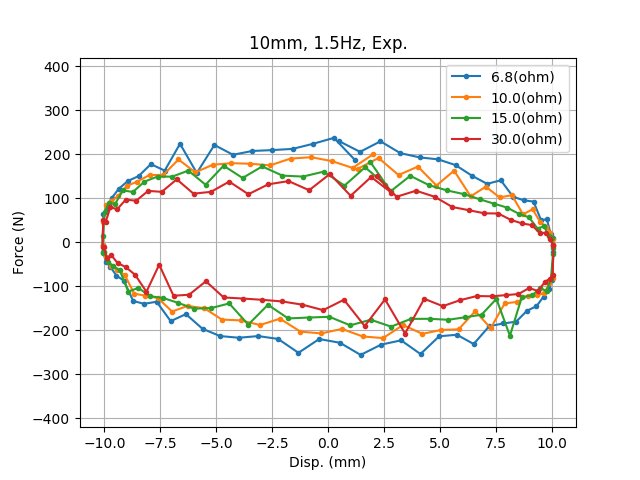 10mm, 1.5Hz, Exp.
6.8(ohm)
10.0(ohm)
15.0(ohm)
30.0(ohm)
Force (N)
400
300
200
100
0
−100
−200
−300
−400
−10.0 −7.5 −5.0 −2.5 0.0 2.5 5.0 7.5 10.0
Disp. (mm)